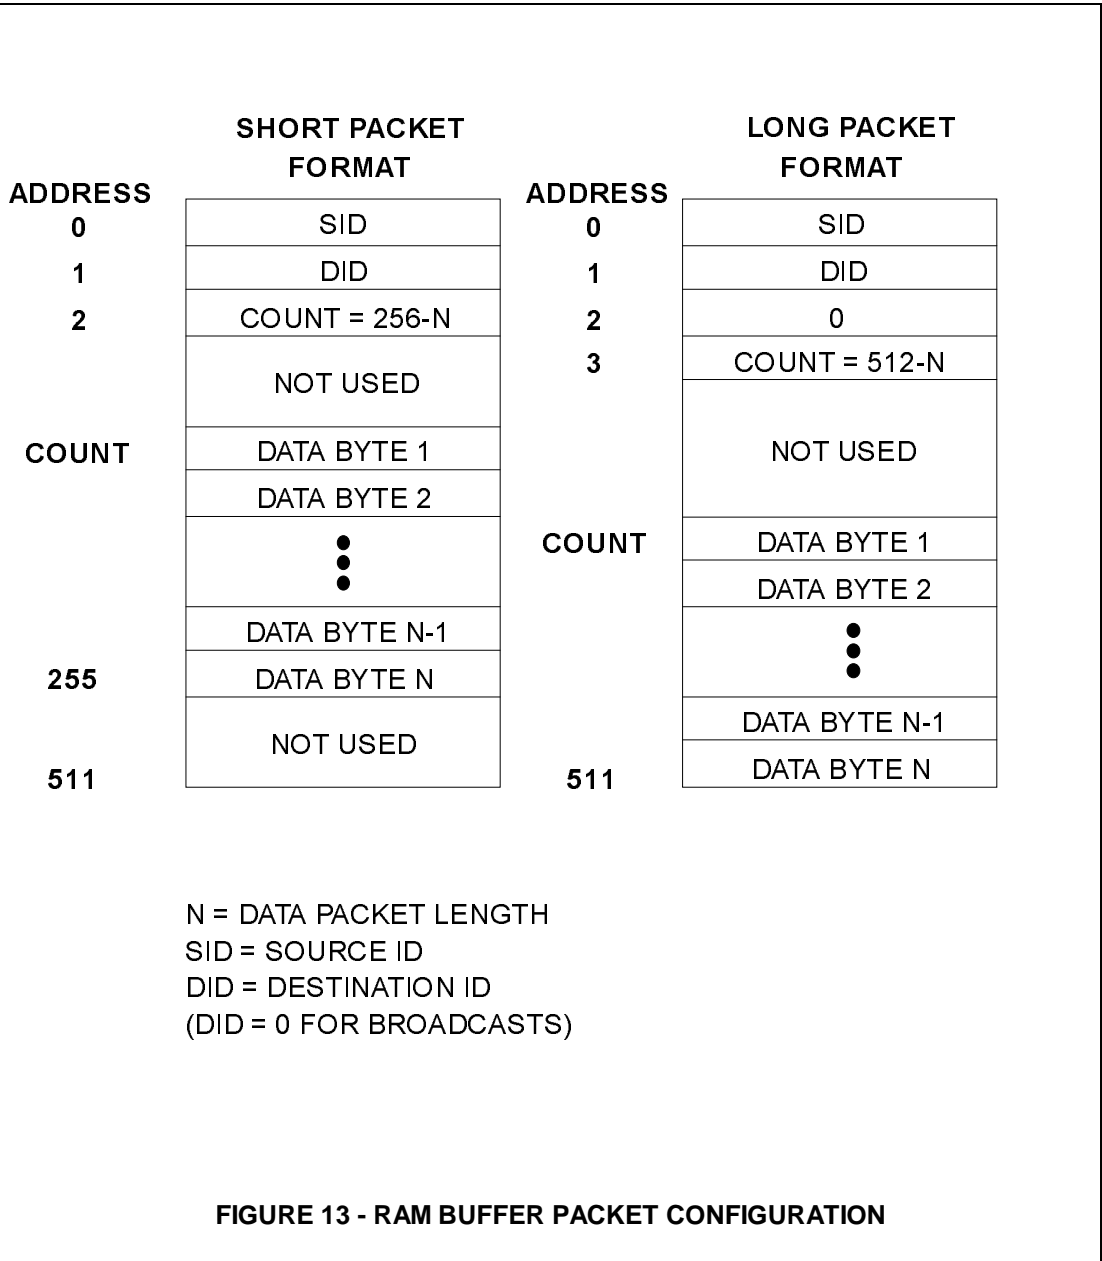 SHORT PACKET
FORMAT
ADDRESS
0 SID
1 DID
2 COUNT = 256-N
NOT USED
COUNT DATA BYTE 1
DATA BYTE 2
DATA BYTE N-1
255 DATA BYTE N
NOT USED
511
LONG PACKET
FORMAT
ADDRESS
0 SID
1 DID
2 0
3 COUNT = 512-N
NOT USED
COUNT DATA BYTE 1
DATA BYTE 2
DATA BYTE N-1
511 DATA BYTE N
N = DATA PACKET LENGTH
SID = SOURCE ID
DID = DESTINATION ID
(DID = 0 FOR BROADCASTS)
FIGURE 13 - RAM BUFFER PACKET CONFIGURATION